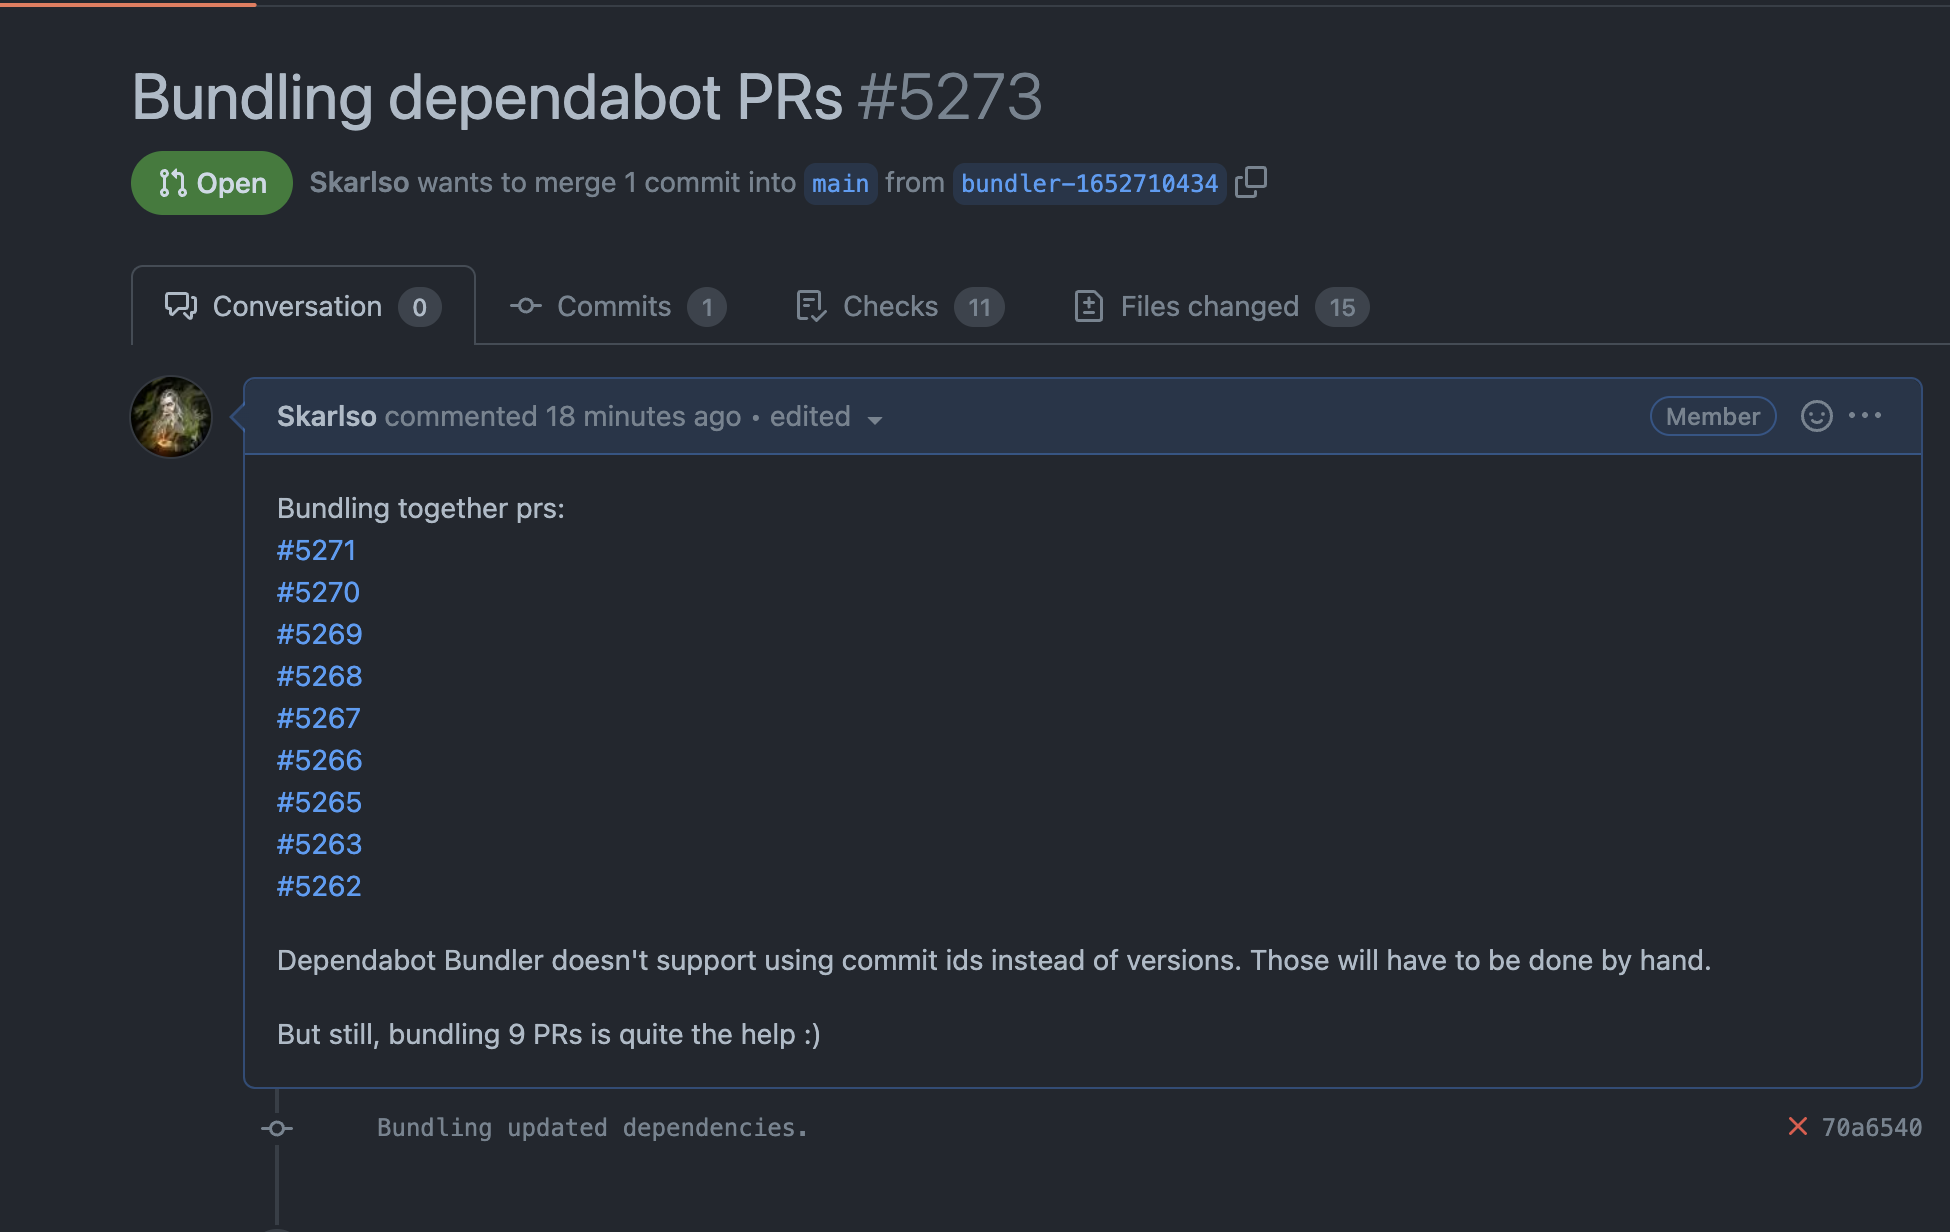 Bundling dependabot PRs #5273
Open Skarlso wants to merge 1 commit into main from bundler-1652710434
Conversation 0 Commits 1 Checks 11 Files changed 15
Skarlso commented 18 minutes ago • edited Member
Bundling together prs:
#5271
#5270
#5269
#5268
#5267
#5266
#5265
#5263
#5262
Dependabot Bundler doesn't support using commit ids instead of versions. Those will have to be done by hand.
But still, bundling 9 PRs is quite the help :)
Bundling updated dependencies. 70a6540